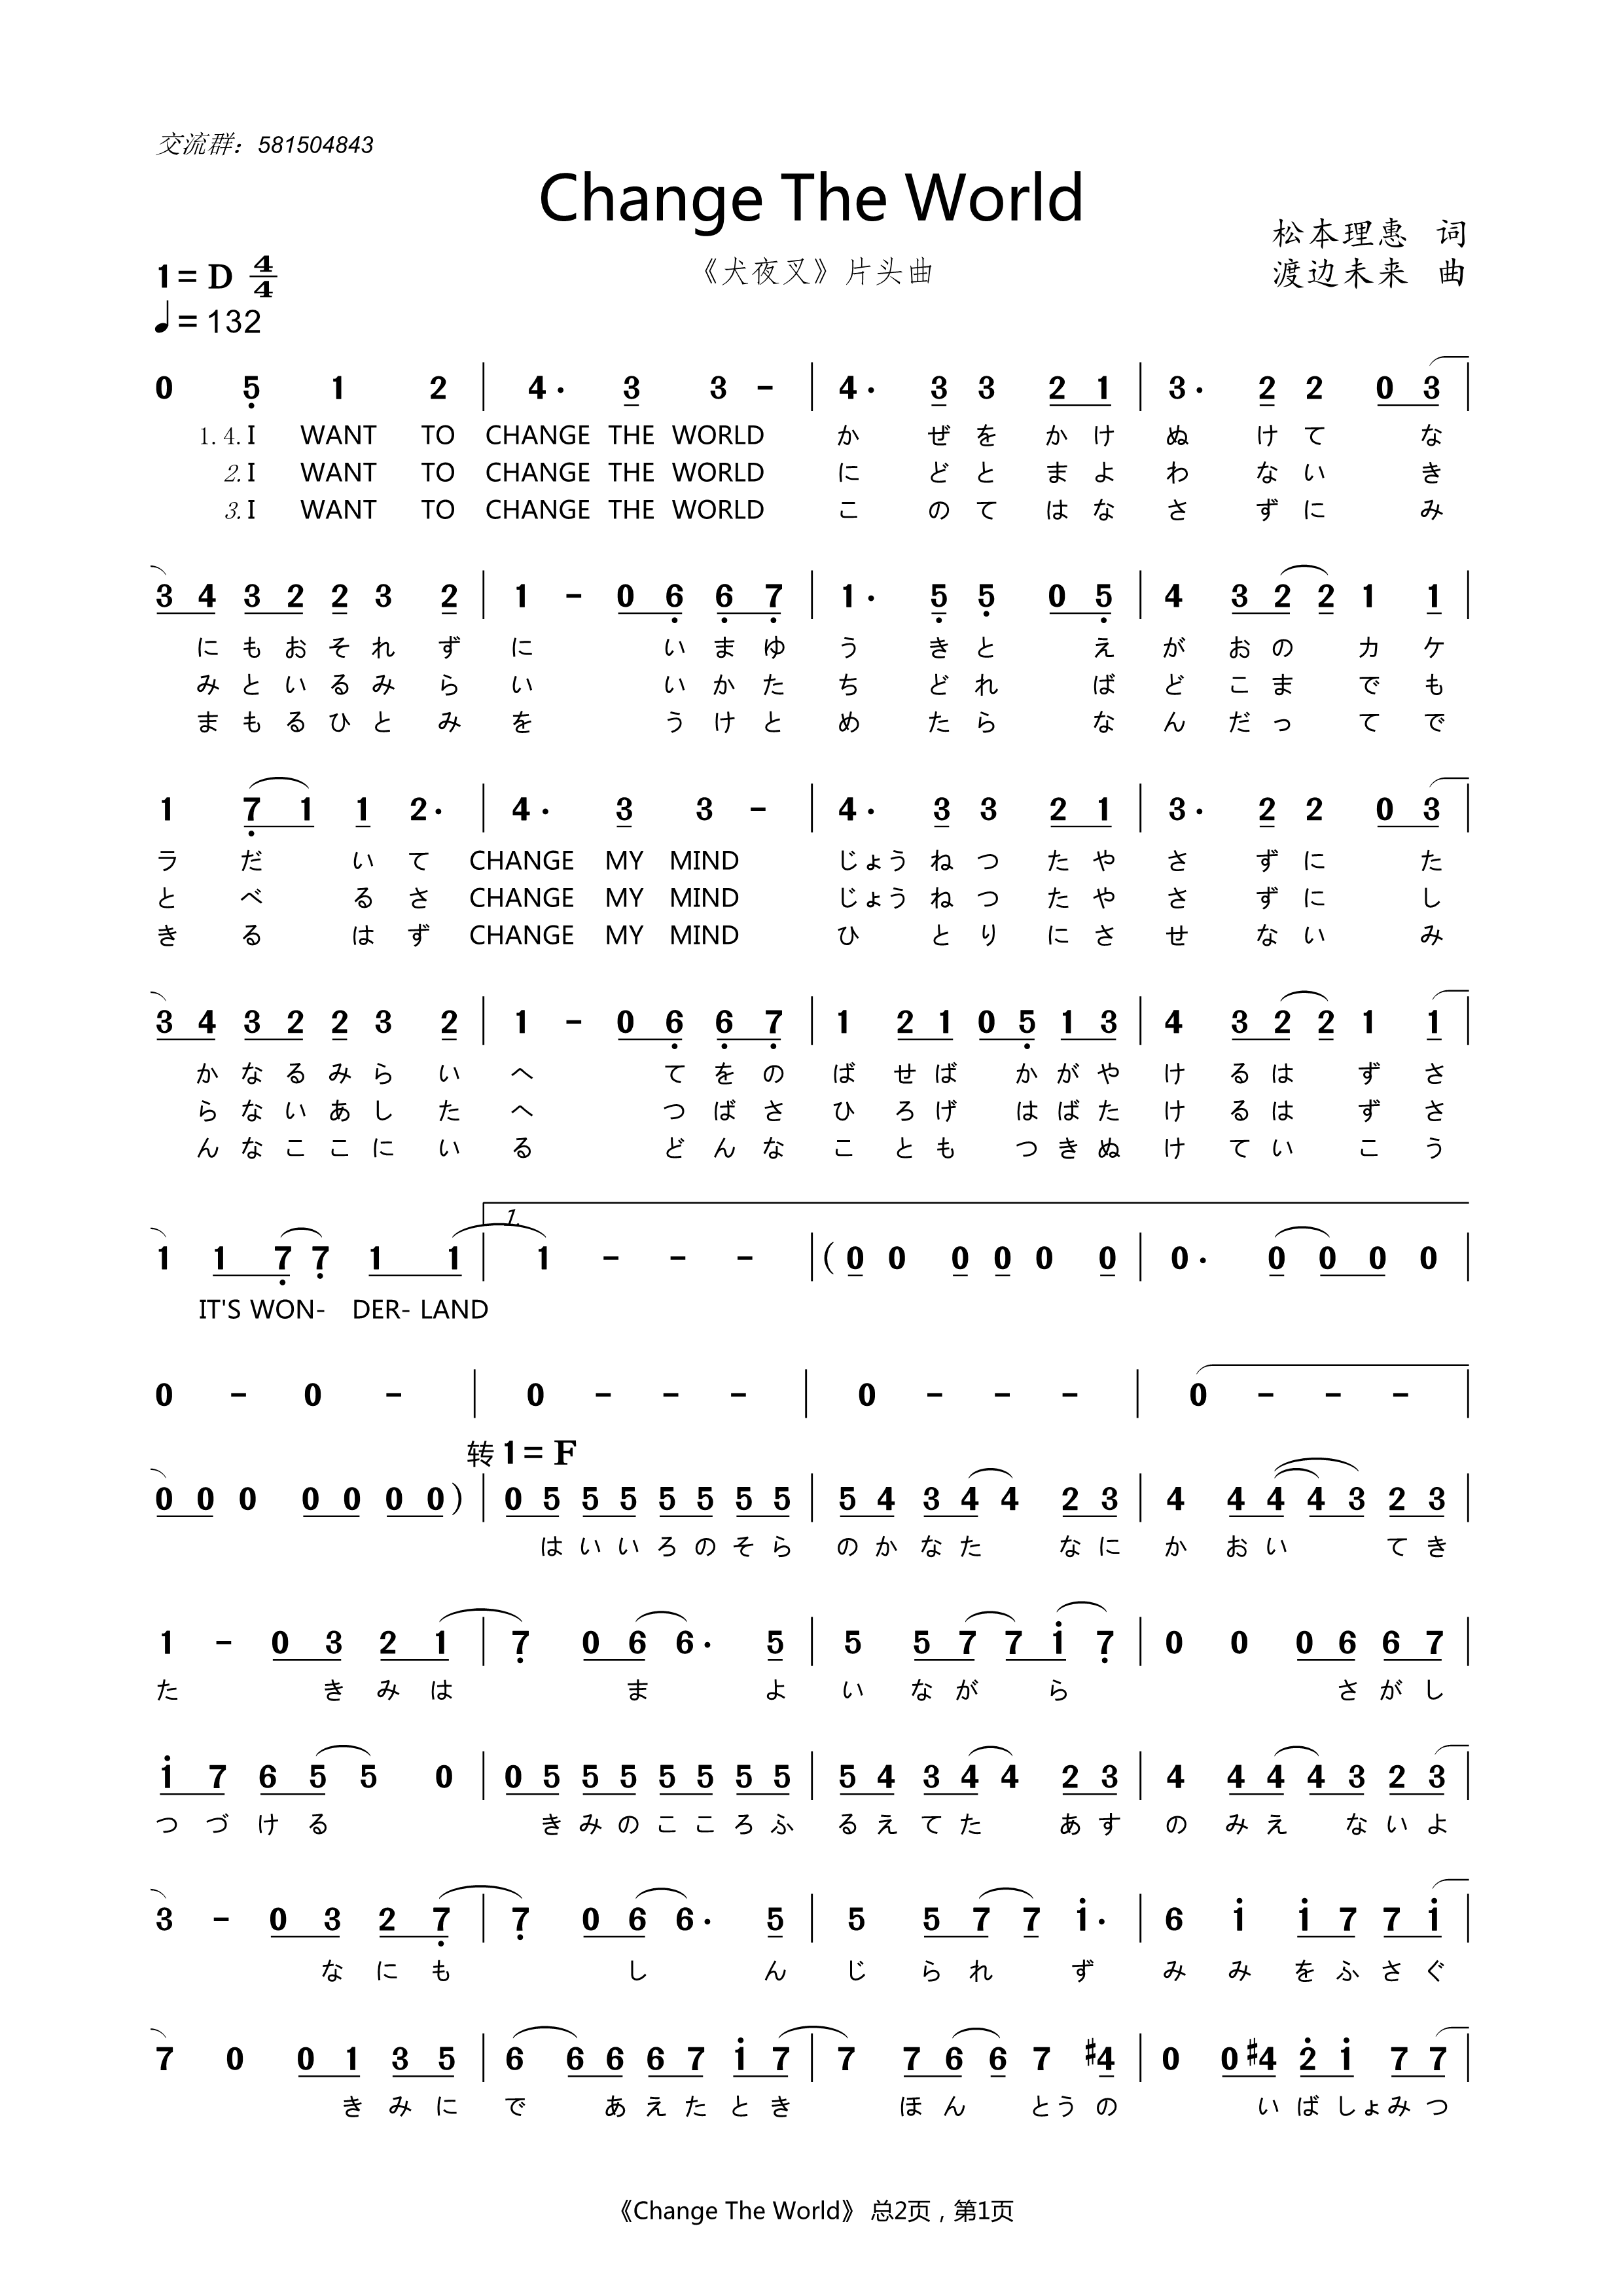 交流群：581504843
Change The World
《犬夜叉》片头曲
松本理惠 词
渡边未来 曲
1= D 4/4
♩= 132
0 5̣ 1 2 | 4· 3 3 - | 4· 3 3 2 1 | 3· 2 2 0 3 |
1. 4. I WANT TO CHANGE THE WORLD か ぜ を か け ぬ け て な
2. I WANT TO CHANGE THE WORLD に ど と ま よ わ な い き
3. I WANT TO CHANGE THE WORLD こ の て は な さ ず に み
3 4 3 2 2 3 2 | 1 - 0 6̣ 6̣ 7̣ | 1· 5̣ 5̣ 0 5̣ | 4 3 2 2 1 1 |
に も お そ れ ず に い ま ゆ う き と え が お の カ ケ
み と い る み ら い い か た ち ど れ ば ど こ ま で も
ま も る ひ と み を う け と め た ら な ん だ っ て で
1 7̣ 1 1 2· | 4· 3 3 - | 4· 3 3 2 1 | 3· 2 2 0 3 |
ラ だ い て CHANGE MY MIND じょう ね つ た や さ ず に た
と べ る さ CHANGE MY MIND じょう ね つ た や さ ず に し
き る は ず CHANGE MY MIND ひ と り に さ せ な い み
3 4 3 2 2 3 2 | 1 - 0 6̣ 6̣ 7̣ | 1 2 1 0 5̣ 1 3 | 4 3 2 2 1 1 |
か な る み ら い へ て を の ば せ ば か が や け る は ず さ
ら な い あ し た へ つ ば さ ひ ろ げ は ば た け る は ず さ
ん な こ こ に い る ど ん な こ と も つ き ぬ け て い こ う
1.
1 1 7̣ 7̣ 1 1 | 1 - - - | (0 0 0 0 0 0 | 0· 0 0 0 0 |
IT'S WON- DER- LAND
0 - 0 - | 0 - - - | 0 - - - | 0 - - - |
转 1= F
0 0 0 0 0 0 0) | 0 5 5 5 5 5 5 5 | 5 4 3 4 4 2 3 | 4 4 4 4 3 2 3 |
は い い ろ の そ ら の か な た な に か お い て き
1 - 0 3 2 1 | 7̣ 0 6 6· 5 | 5 5 7 7 i̇ 7̣ | 0 0 0 6 6 7 |
た き み は ま よ い な が ら さ が し
i̇ 7 6 5 5 0 | 0 5 5 5 5 5 5 5 | 5 4 3 4 4 2 3 | 4 4 4 4 3 2 3 |
つ づ け る き み の こ こ ろ ふ る え て た あ す の み え な い よ
3 - 0 3 2 7̣ | 7̣ 0 6 6· 5 | 5 5 7 7 i̇· | 6 i̇ i̇ 7 7 i̇ |
な に も し ん じ ら れ ず み み を ふ さ ぐ
7 0 0 1 3 5 | 6 6 6 6 7 i̇ 7 | 7 7 6 6 7 #4 | 0 0 #4 2̇ i̇ 7 7 |
き み に で あ え た と き ほ ん と う の い ば しょ み つ
《Change The World》 总2页，第1页